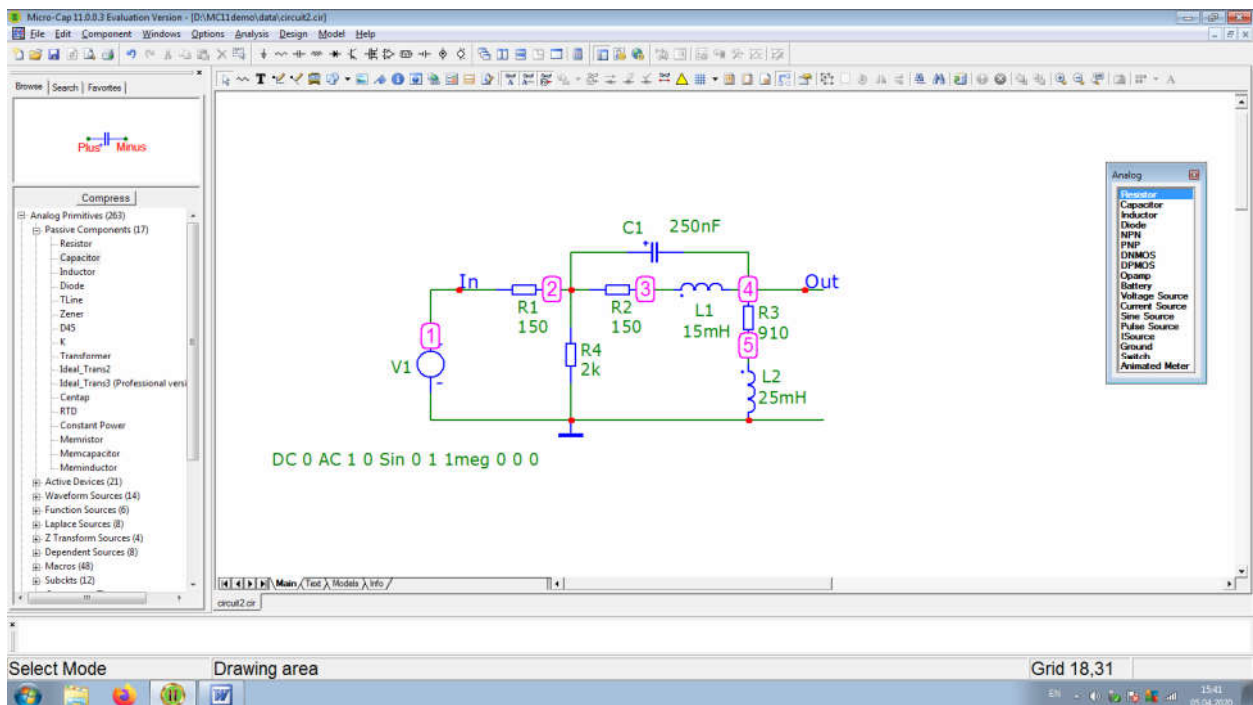 Micro-Cap 11.0.0.3 Evaluation Version - [D:\MC11demo\data\circuit2.cir]
File Edit Component Windows Options Analysis Design Model Help
Browse Search Favorites
Plus Minus
Compress
Analog Primitives (263)
Passive Components (17)
Resistor
Capacitor
Inductor
Diode
TLine
Zener
D45
K
Transformer
Ideal_Trans2
Ideal_Trans3 (Professional versi
Centap
RTD
Constant Power
Memristor
Memcapacitor
Meminductor
Active Devices (21)
Waveform Sources (14)
Function Sources (6)
Laplace Sources (8)
Z Transform Sources (4)
Dependent Sources (8)
Macros (48)
Subckts (12)
C1 250nF
In 2 3 4 Out
R1 R2 L1 R3
150 150 15mH 910
1 5
V1 R4
2k
L2
25mH
DC 0 AC 1 0 Sin 0 1 1meg 0 0 0
Analog
Resistor
Capacitor
Inductor
Diode
NPN
PNP
DNMOS
DPMOS
Opamp
Battery
Voltage Source
Current Source
Sine Source
Pulse Source
ISource
Ground
Switch
Animated Meter
Main Text Models Info
circuit2.cir
Select Mode Drawing area Grid 18,31
EN 15:41
05.04.2020